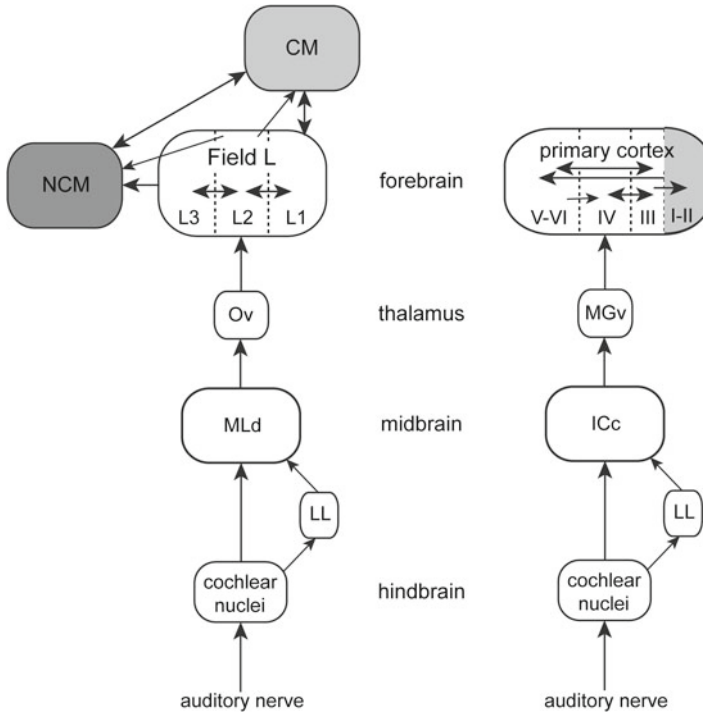 CM
NCM
Field L
L3 L2 L1
forebrain
primary cortex
V-VI IV III I-II
Ov
thalamus
MGv
MLd
midbrain
ICc
LL
LL
cochlear
nuclei
hindbrain
cochlear
nuclei
auditory nerve
auditory nerve